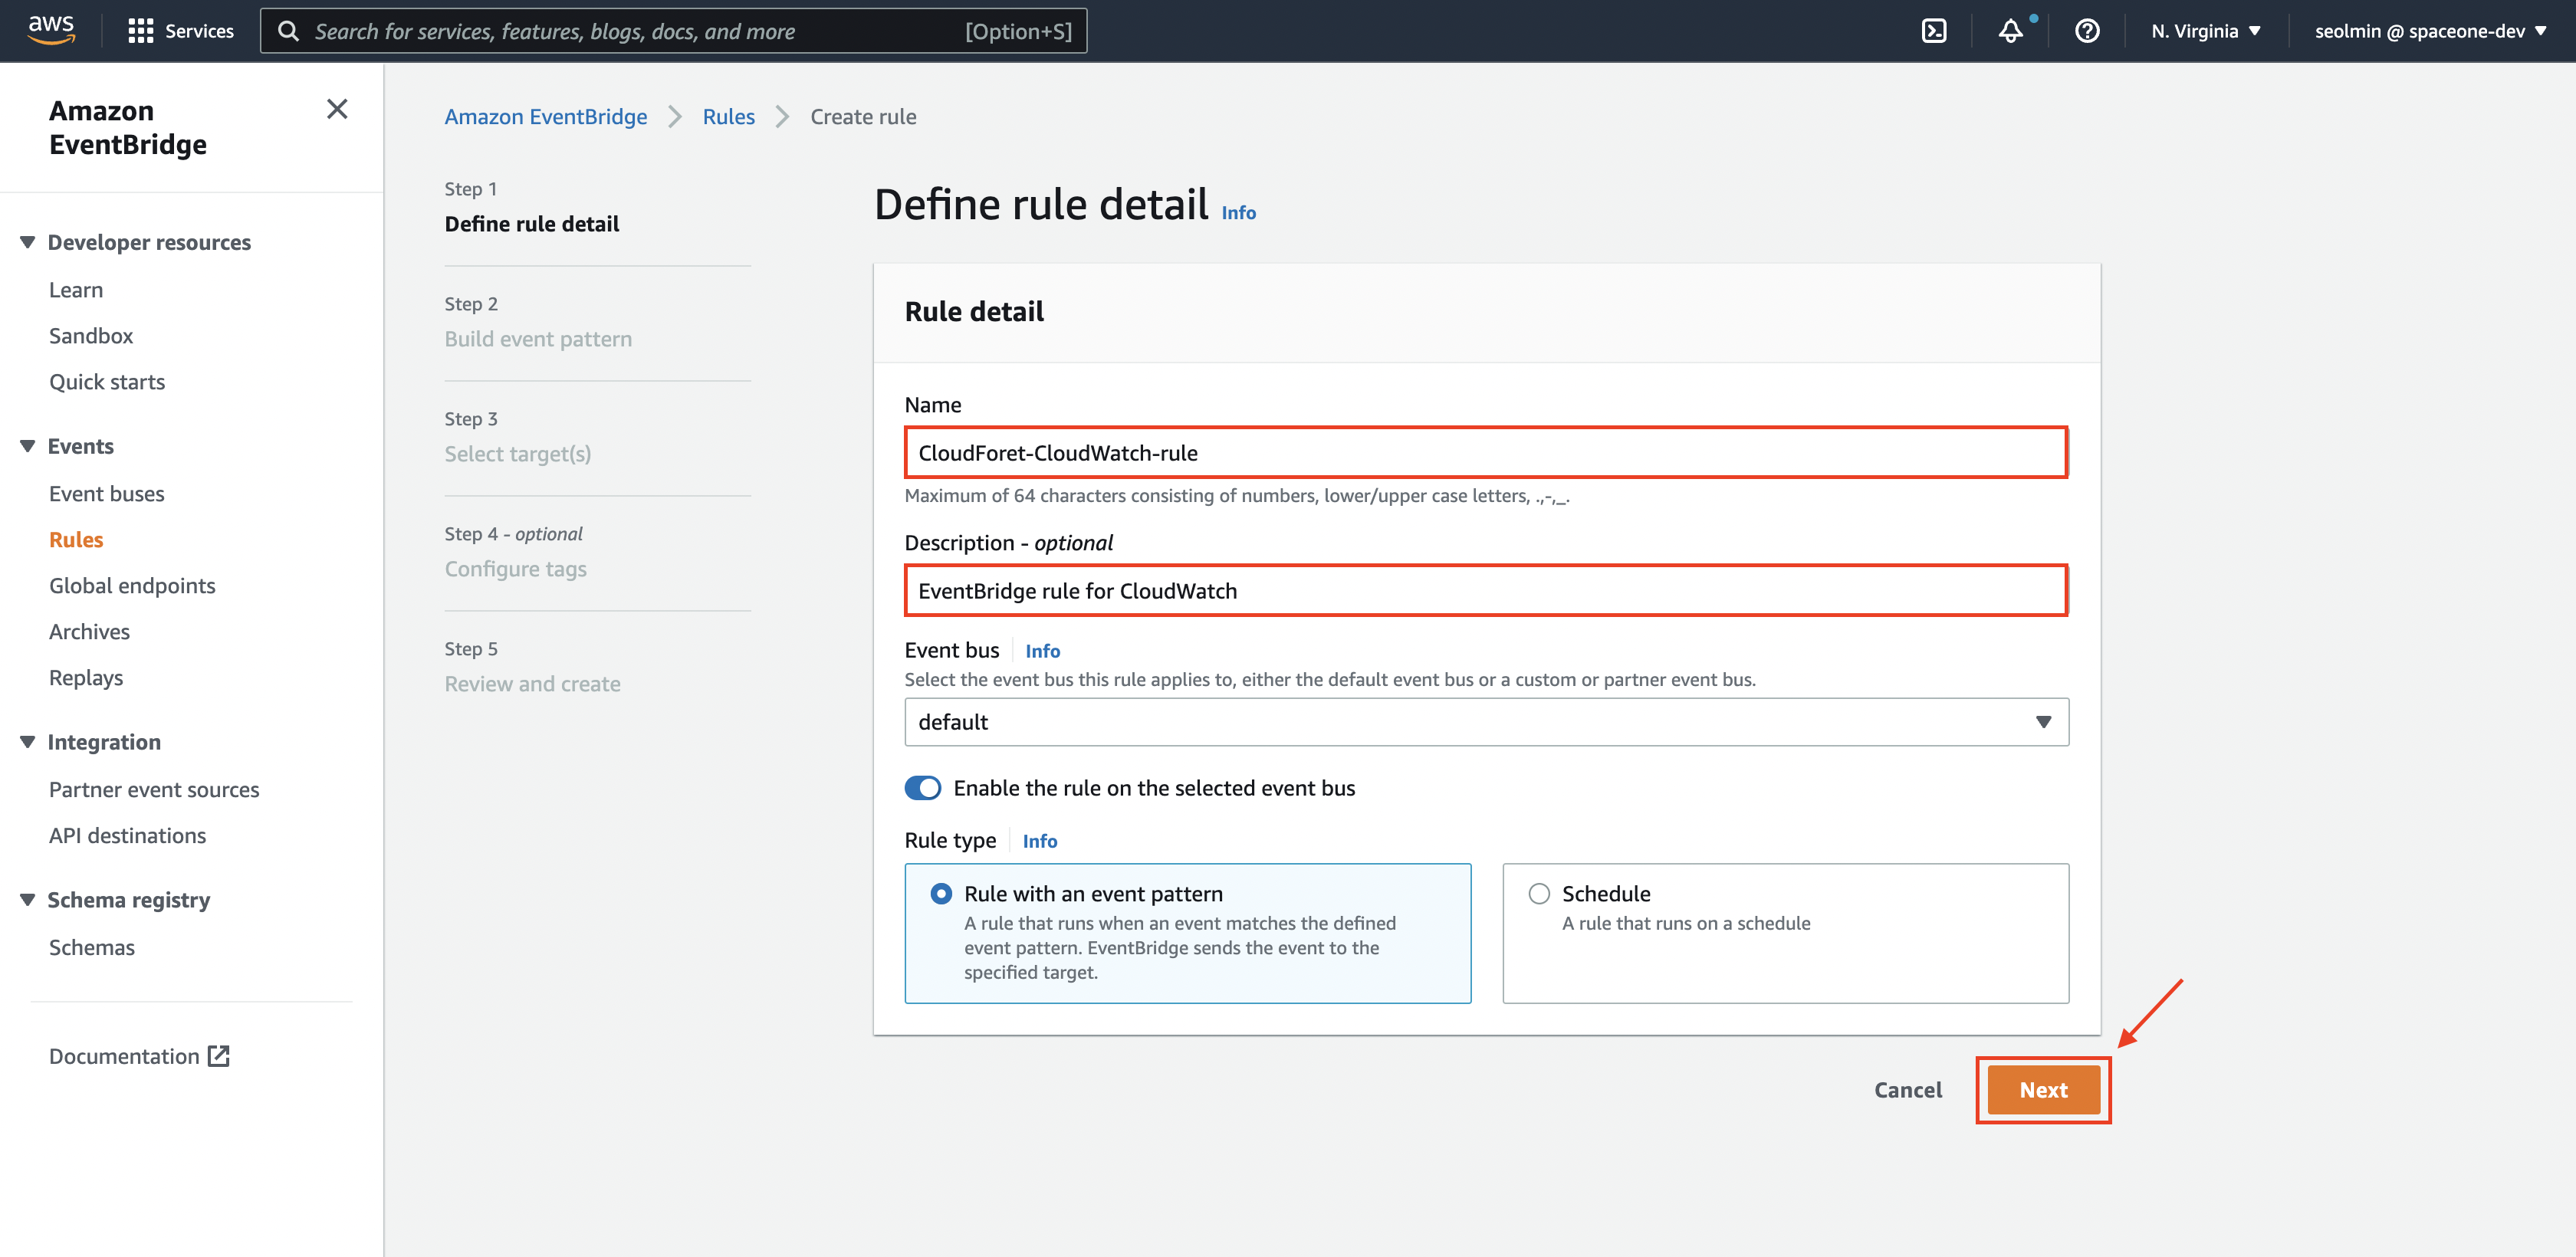 aws
Services
Search for services, features, blogs, docs, and more [Option+S]
N. Virginia
seolmin @ spaceone-dev
Amazon
EventBridge
Developer resources
Learn
Sandbox
Quick starts
Events
Event buses
Rules
Global endpoints
Archives
Replays
Integration
Partner event sources
API destinations
Schema registry
Schemas
Documentation
Amazon EventBridge
Rules
Create rule
Step 1
Define rule detail
Step 2
Build event pattern
Step 3
Select target(s)
Step 4 - optional
Configure tags
Step 5
Review and create
Define rule detail Info
Rule detail
Name
CloudForet-CloudWatch-rule
Maximum of 64 characters consisting of numbers, lower/upper case letters, .,-,_.
Description - optional
EventBridge rule for CloudWatch
Event bus Info
Select the event bus this rule applies to, either the default event bus or a custom or partner event bus.
default
Enable the rule on the selected event bus
Rule type Info
Rule with an event pattern
A rule that runs when an event matches the defined
event pattern. EventBridge sends the event to the
specified target.
Schedule
A rule that runs on a schedule
Cancel
Next